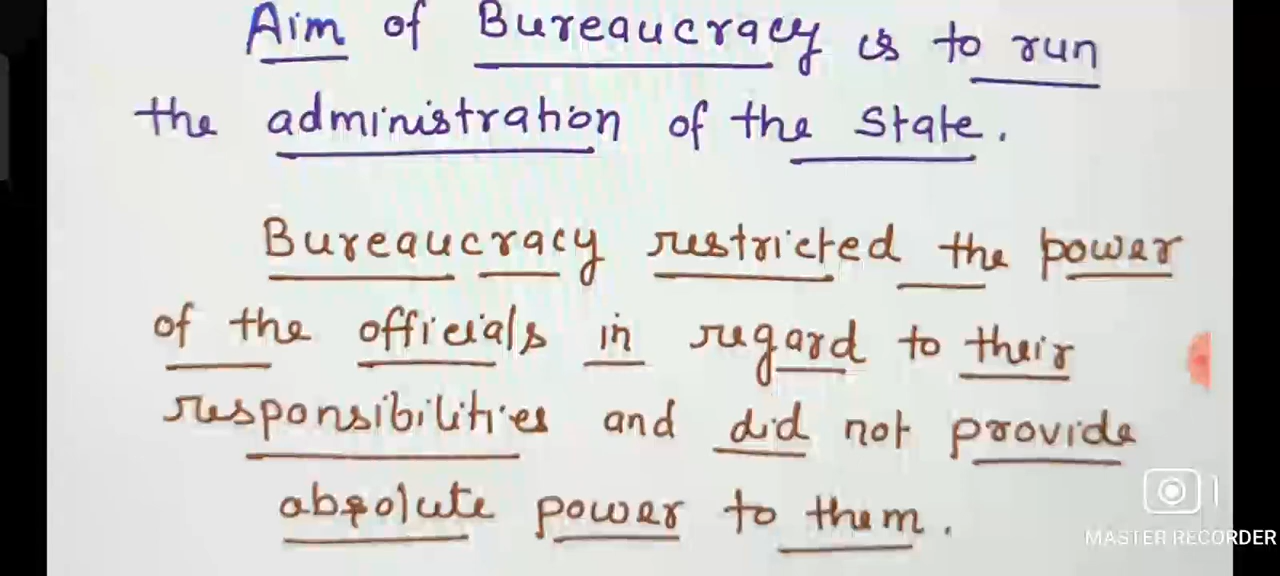 Aim of Bureaucracy is to run
the administration of the State.
Bureaucracy restricted the power
of the officials in regard to their
responsibilities and did not provide
absolute power to them.
MASTER RECORDER